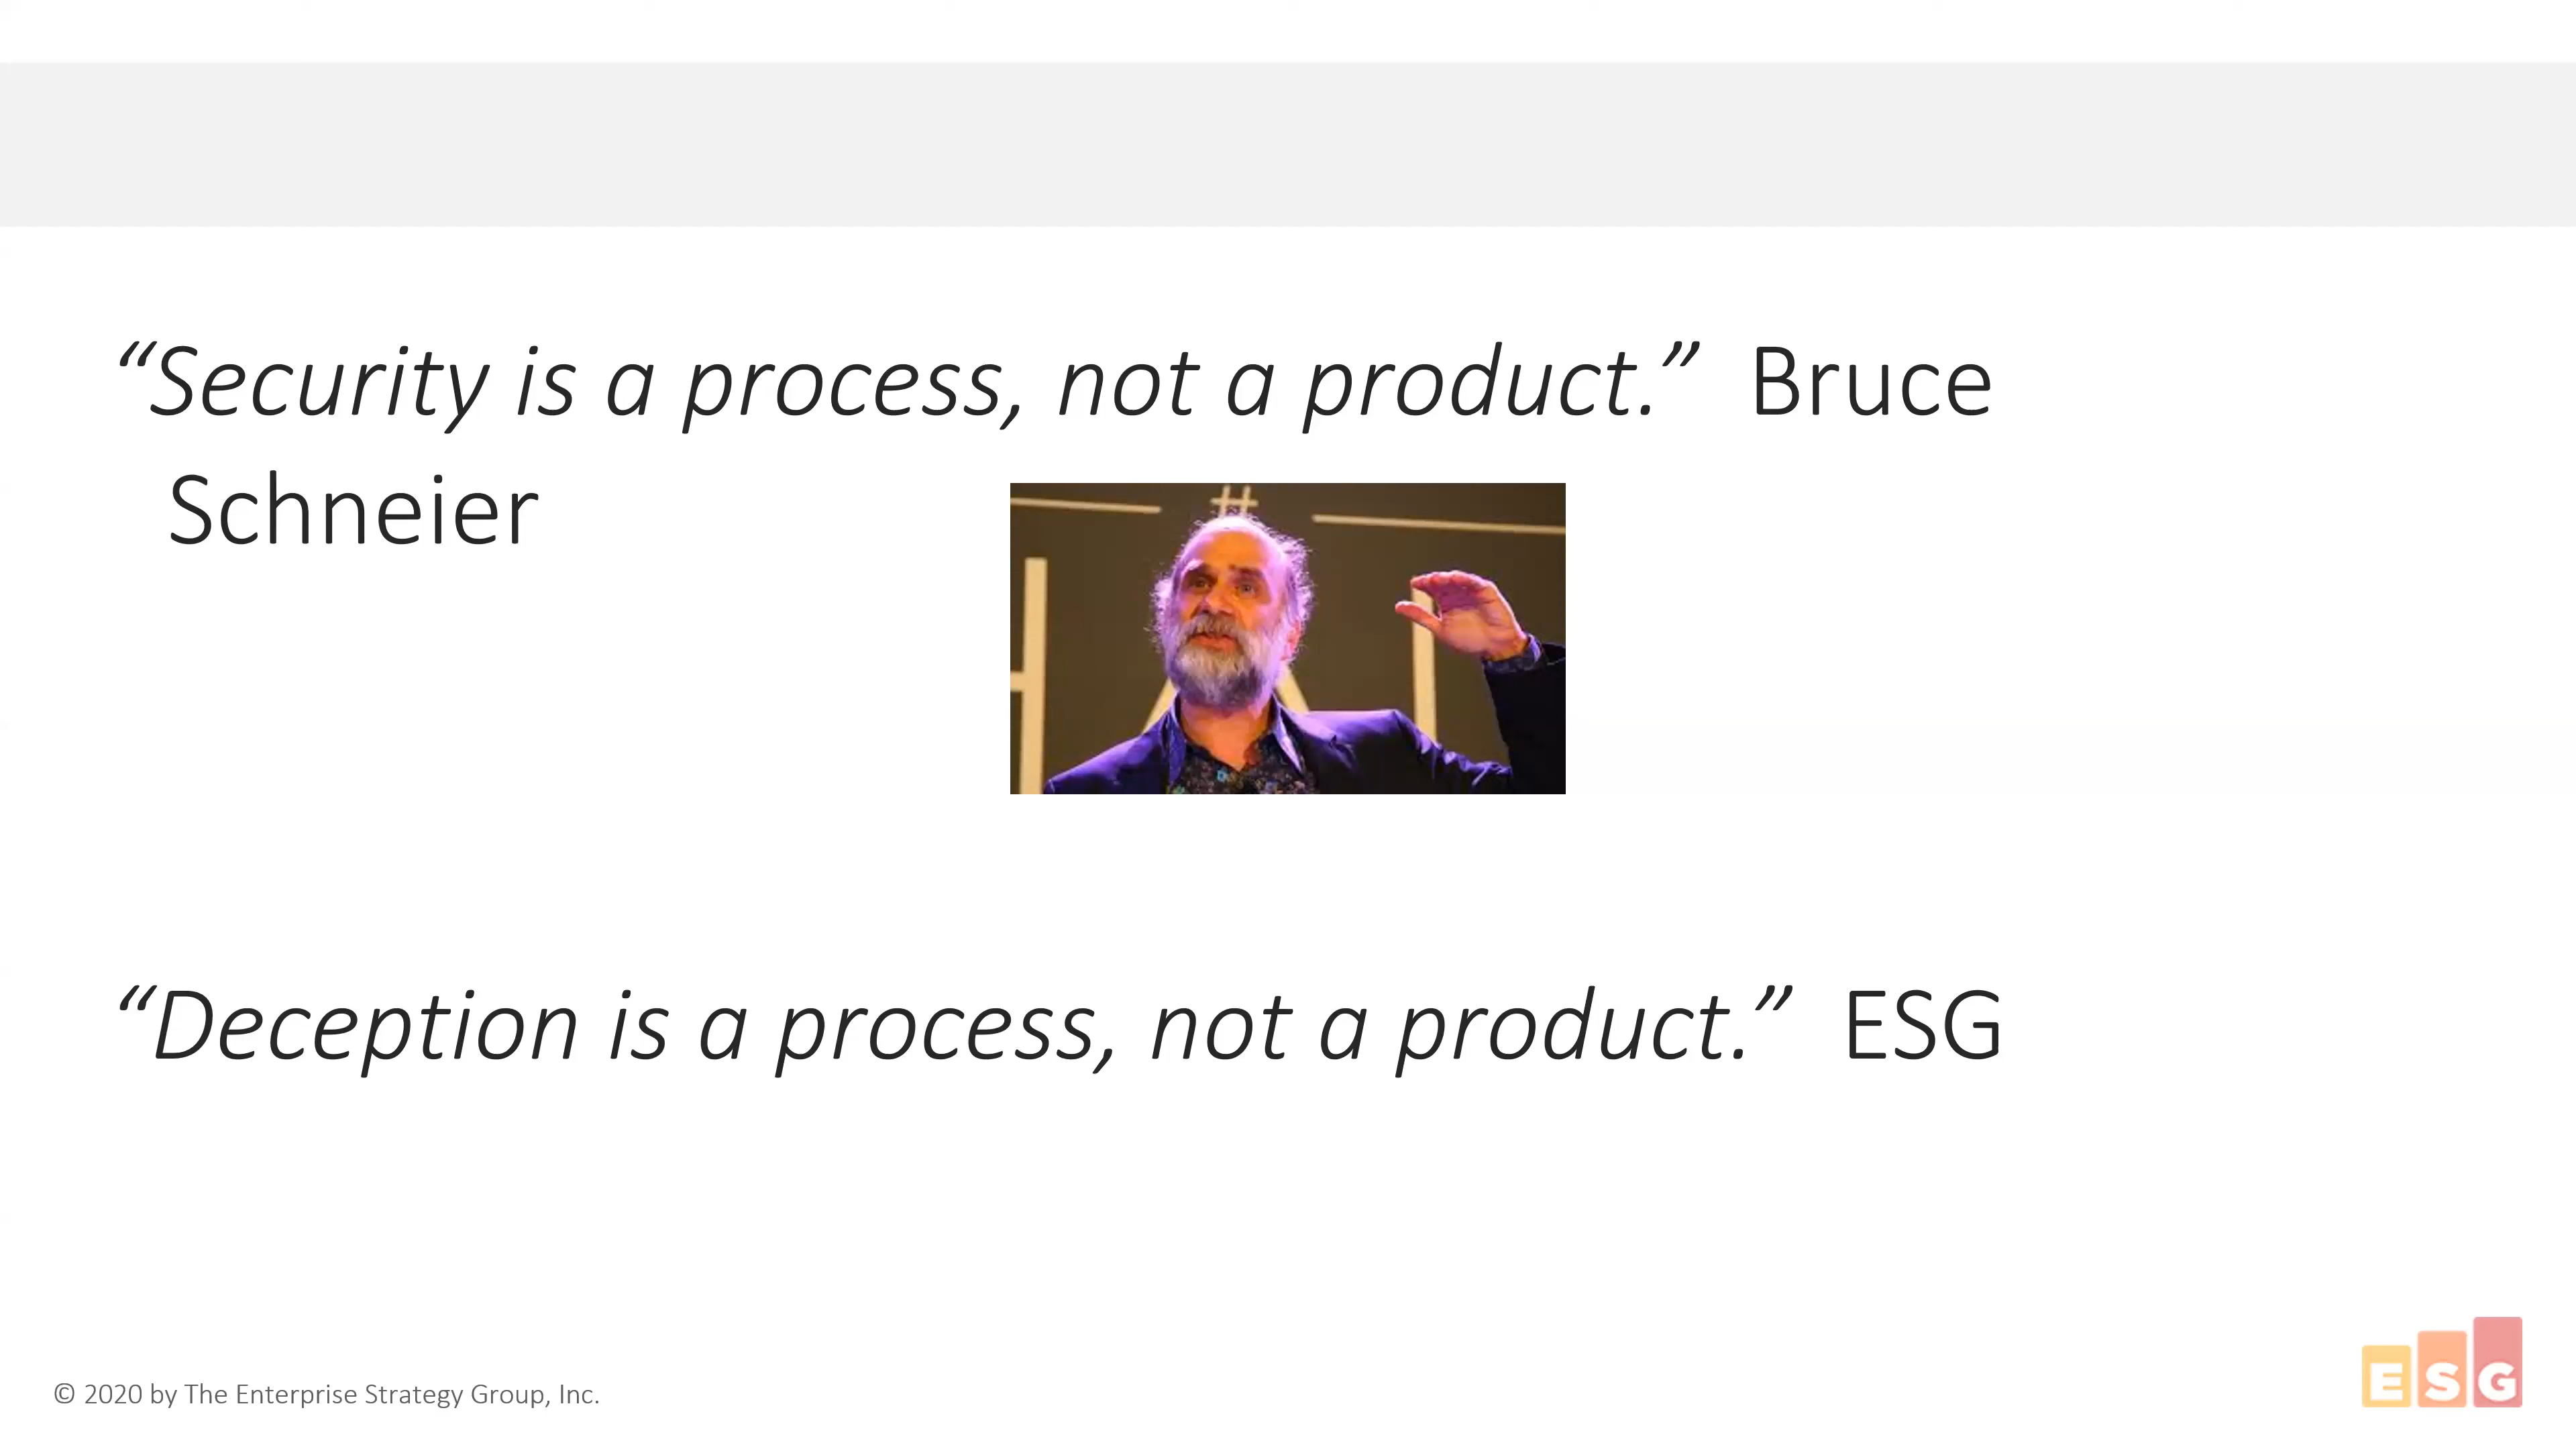 “Security is a process, not a product.” Bruce
Schneier
“Deception is a process, not a product.” ESG
© 2020 by The Enterprise Strategy Group, Inc.
ESG